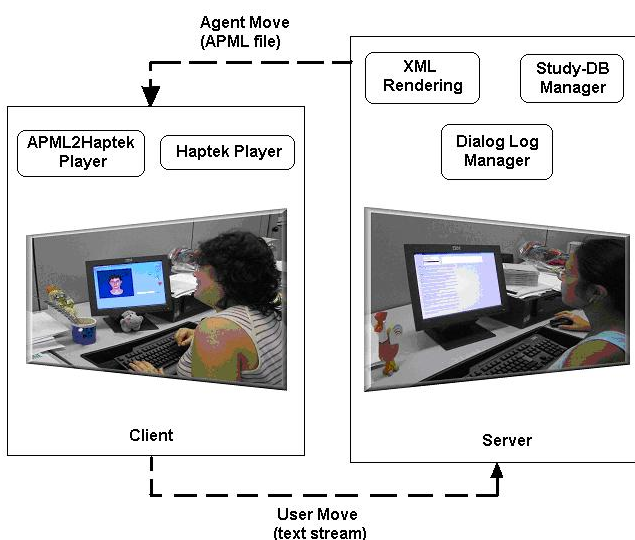 Agent Move
(APML file)
XML
Rendering
Study-DB
Manager
Dialog Log
Manager
APML2Haptek
Player
Haptek Player
Client
Server
User Move
(text stream)